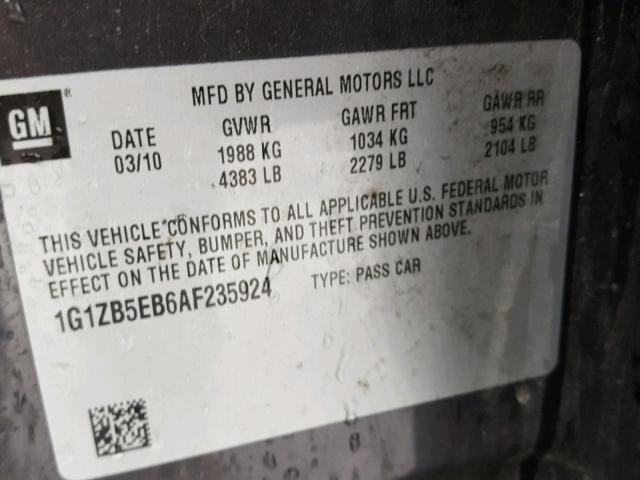 MFD BY GENERAL MOTORS LLC
GM ®
DATE GVWR GAWR FRT GAWR RR
03/10 1988 KG 1034 KG 954 KG
4383 LB 2279 LB 2104 LB
THIS VEHICLE CONFORMS TO ALL APPLICABLE U.S. FEDERAL MOTOR
VEHICLE SAFETY, BUMPER, AND THEFT PREVENTION STANDARDS IN
EFFECT ON THE DATE OF MANUFACTURE SHOWN ABOVE.
1G1ZB5EB6AF235924 TYPE: PASS CAR